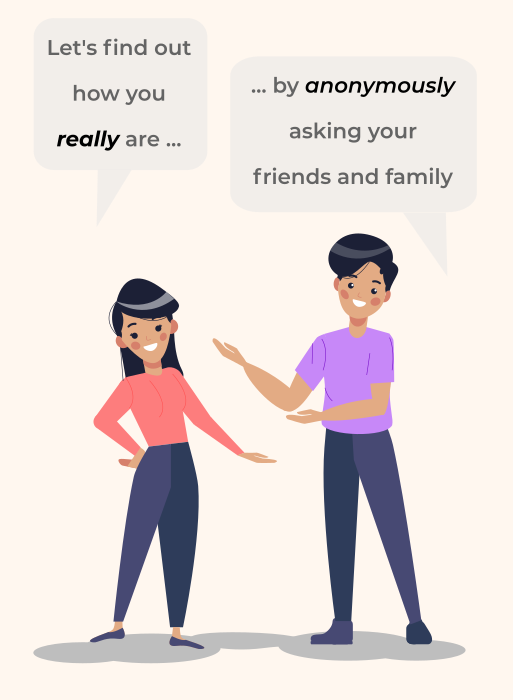 Let's find out
how you
really are ...
... by anonymously
asking your
friends and family